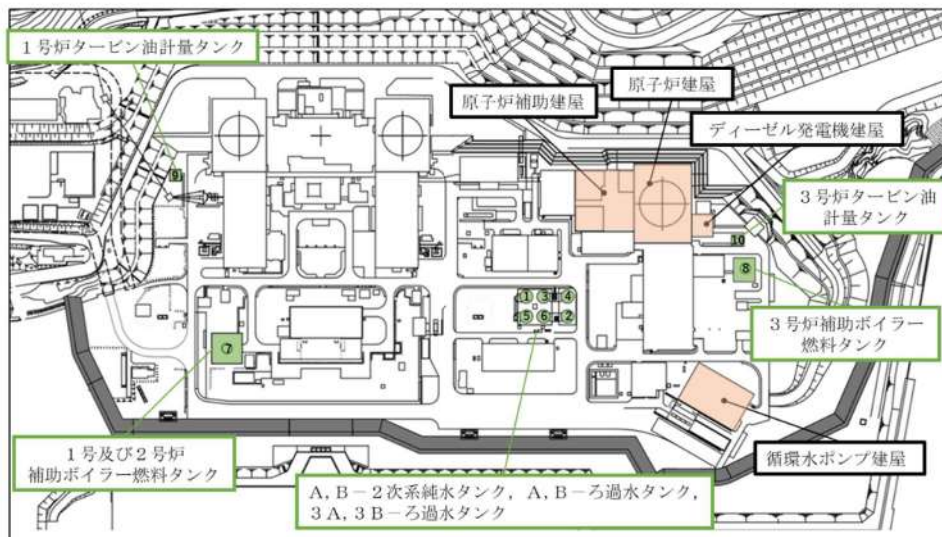 1号炉タービン油計量タンク
原子炉補助建屋
原子炉建屋
ディーゼル発電機建屋
3号炉タービン油
計量タンク
⑨
10
⑧
①③④
⑤⑥②
⑦
3号炉補助ボイラー
燃料タンク
1号及び2号炉
補助ボイラー燃料タンク
循環水ポンプ建屋
A,B-2次系純水タンク,A,B-ろ過水タンク,
3A,3B-ろ過水タンク